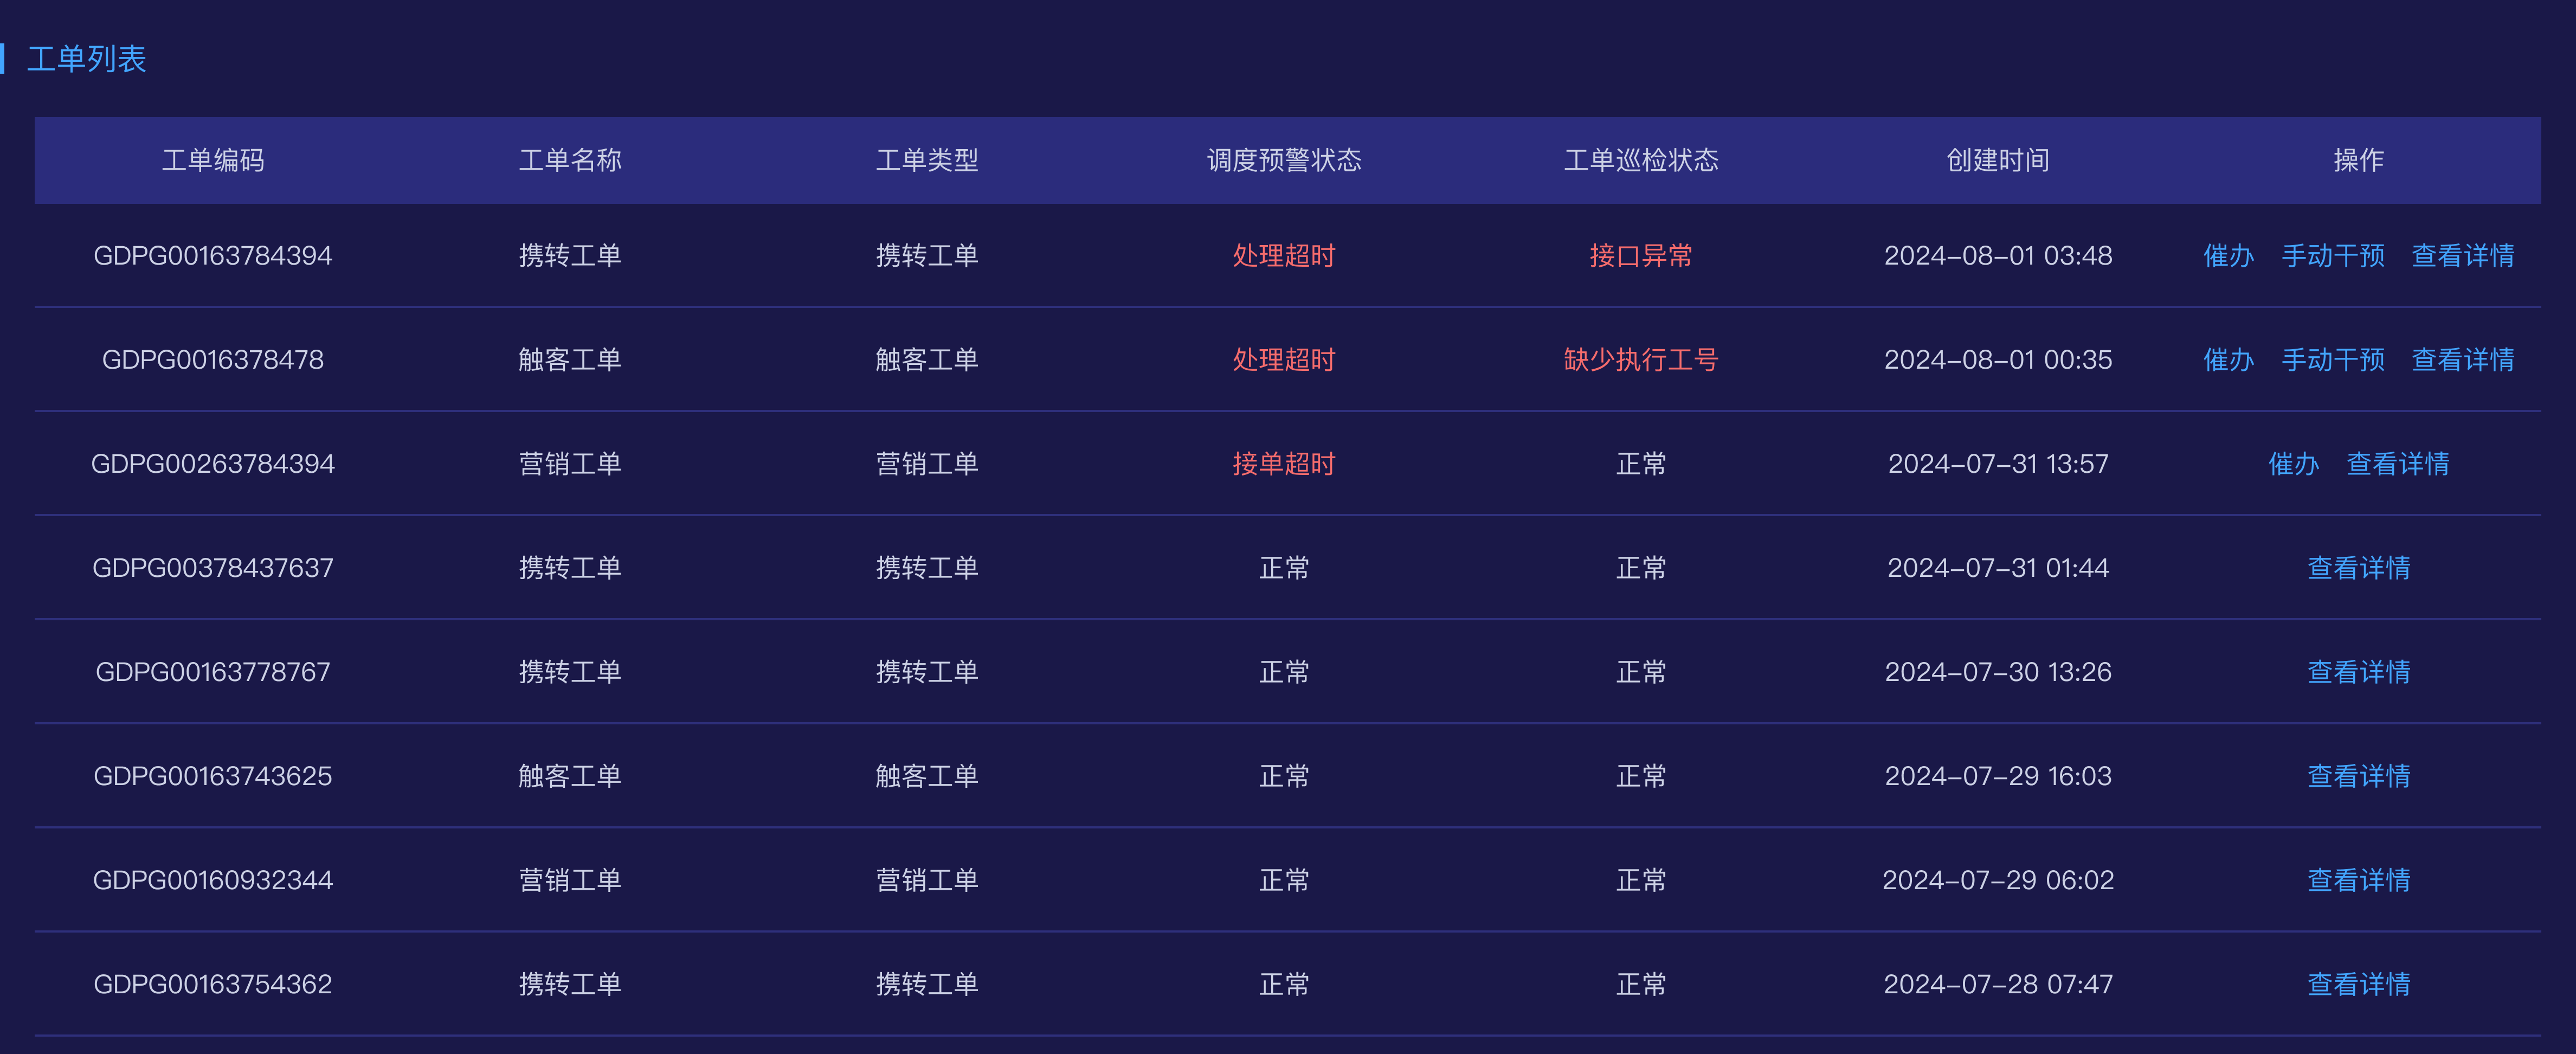 工单列表
工单编码 工单名称 工单类型 调度预警状态 工单巡检状态 创建时间 操作
GDPG00163784394 携转工单 携转工单 处理超时 接口异常 2024-08-01 03:48 催办 手动干预 查看详情
GDPG0016378478 触客工单 触客工单 处理超时 缺少执行工号 2024-08-01 00:35 催办 手动干预 查看详情
GDPG00263784394 营销工单 营销工单 接单超时 正常 2024-07-31 13:57 催办 查看详情
GDPG00378437637 携转工单 携转工单 正常 正常 2024-07-31 01:44 查看详情
GDPG00163778767 携转工单 携转工单 正常 正常 2024-07-30 13:26 查看详情
GDPG00163743625 触客工单 触客工单 正常 正常 2024-07-29 16:03 查看详情
GDPG00160932344 营销工单 营销工单 正常 正常 2024-07-29 06:02 查看详情
GDPG00163754362 携转工单 携转工单 正常 正常 2024-07-28 07:47 查看详情